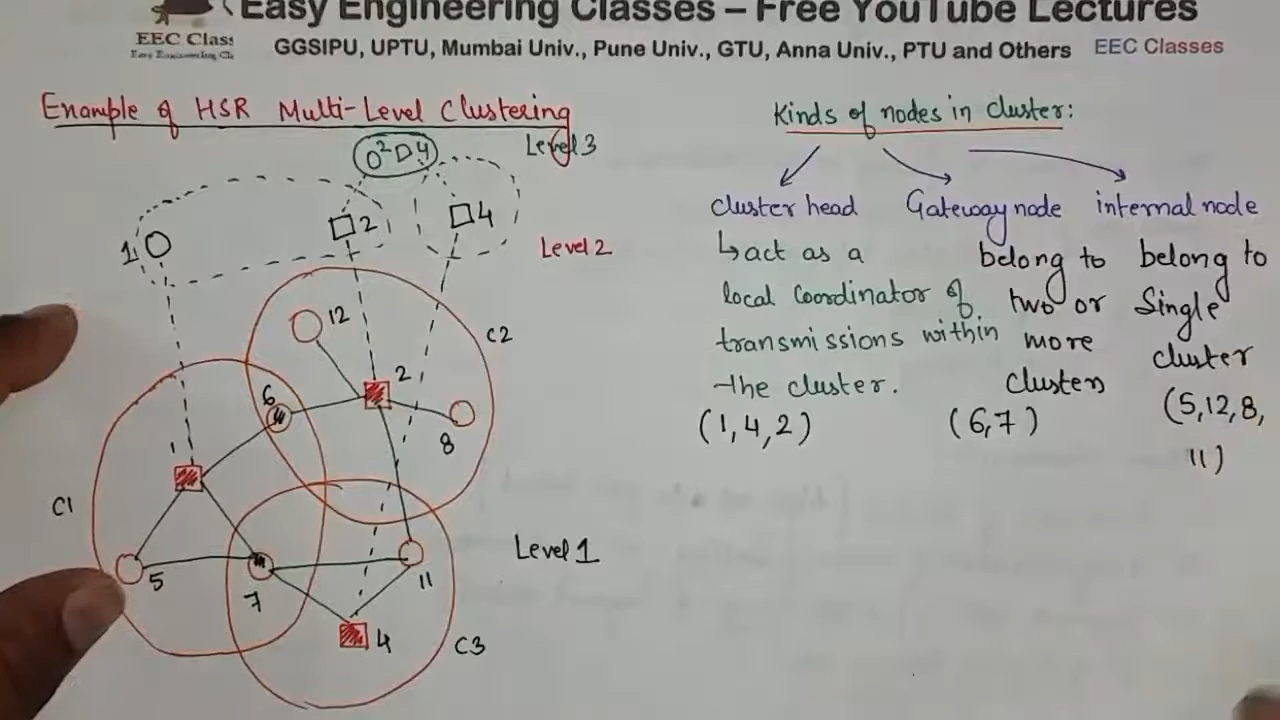 Easy Engineering Classes – Free YouTube Lectures
EEC Class
GGSIPU, UPTU, Mumbai Univ., Pune Univ., GTU, Anna Univ., PTU and Others
EEC Classes
Example of HSR Multi-Level Clustering
Level 3
2
4
1
2
4
Level 2
12
C2
2
6
8
1
C1
Level 1
5
7
11
4
C3
Kinds of nodes in cluster:
cluster head
↳act as a
local coordinator of
transmissions within
the cluster.
(1,4,2)
Gateway node
belong to
two or
more
clusters
(6,7)
internal node
belong to
Single
cluster
(5,12,8,
11)